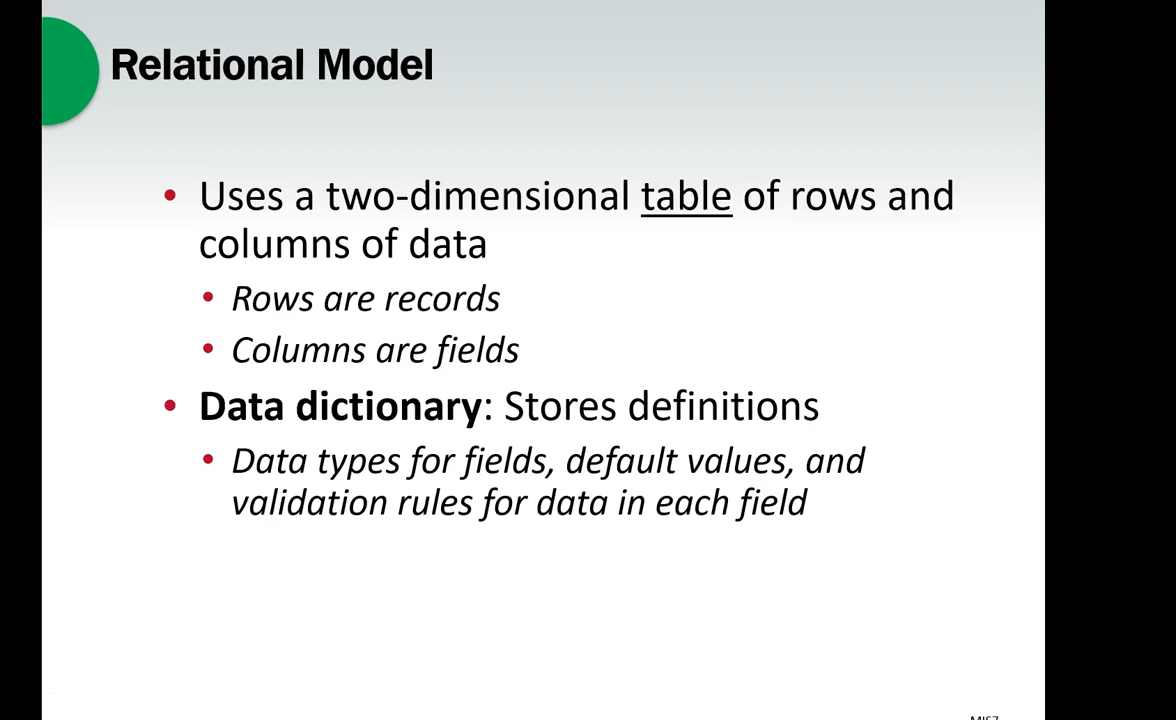 Relational Model
• Uses a two-dimensional table of rows and
columns of data
• Rows are records
• Columns are fields
• Data dictionary: Stores definitions
• Data types for fields, default values, and
validation rules for data in each field
MIS7